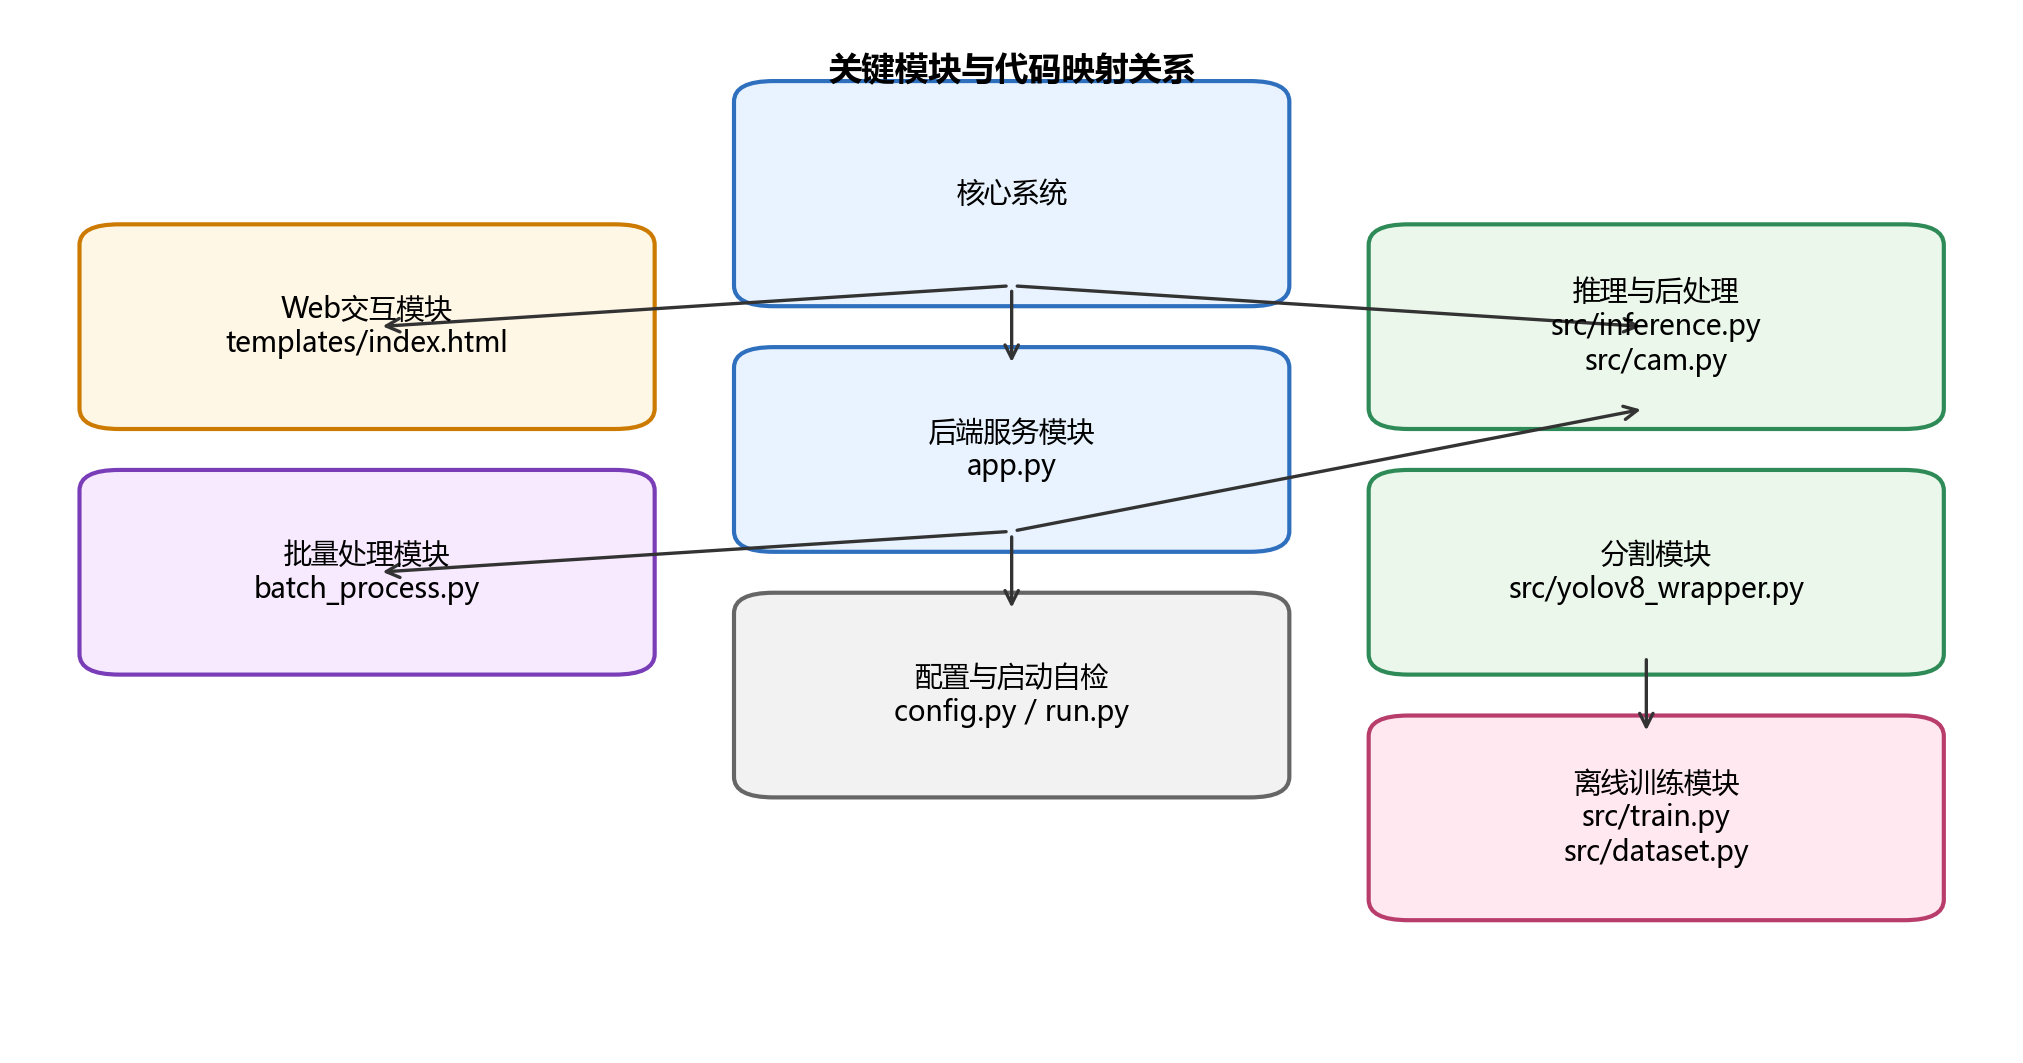 关键模块与代码映射关系
核心系统
Web交互模块
templates/index.html
推理与后处理
src/inference.py
src/cam.py
后端服务模块
app.py
批量处理模块
batch_process.py
分割模块
src/yolov8_wrapper.py
配置与启动自检
config.py / run.py
离线训练模块
src/train.py
src/dataset.py